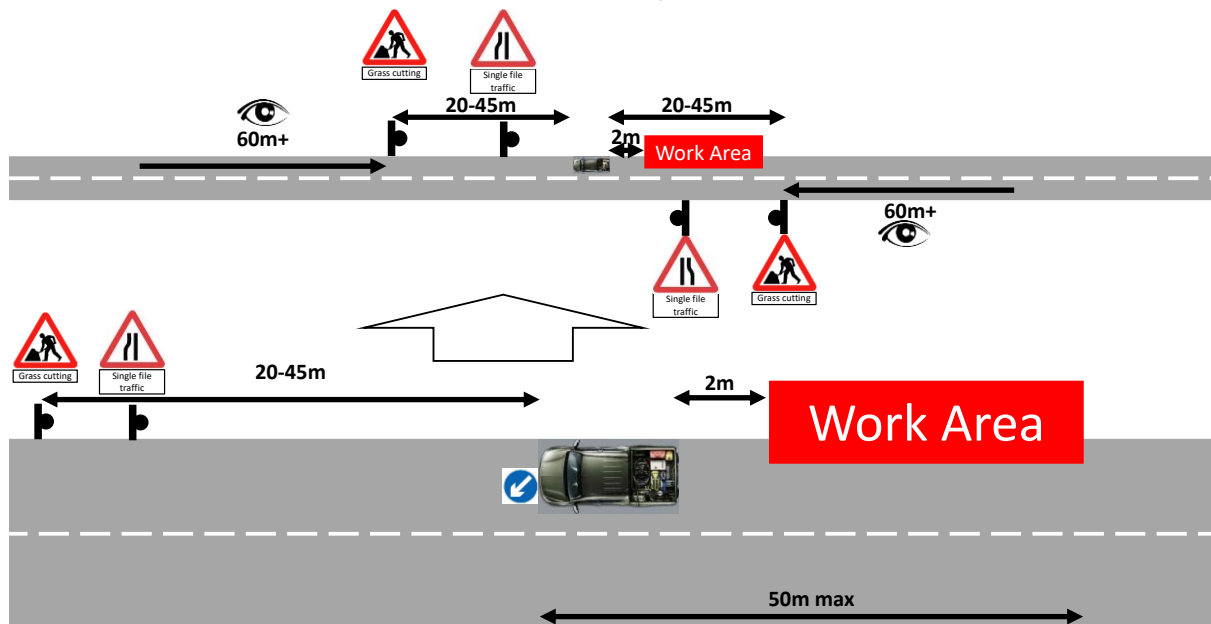 Grass cutting
Single file
traffic
20-45m
20-45m
60m+
2m
Work Area
60m+
Single file
traffic
Grass cutting
Grass cutting
Single file
traffic
20-45m
2m
Work Area
50m max